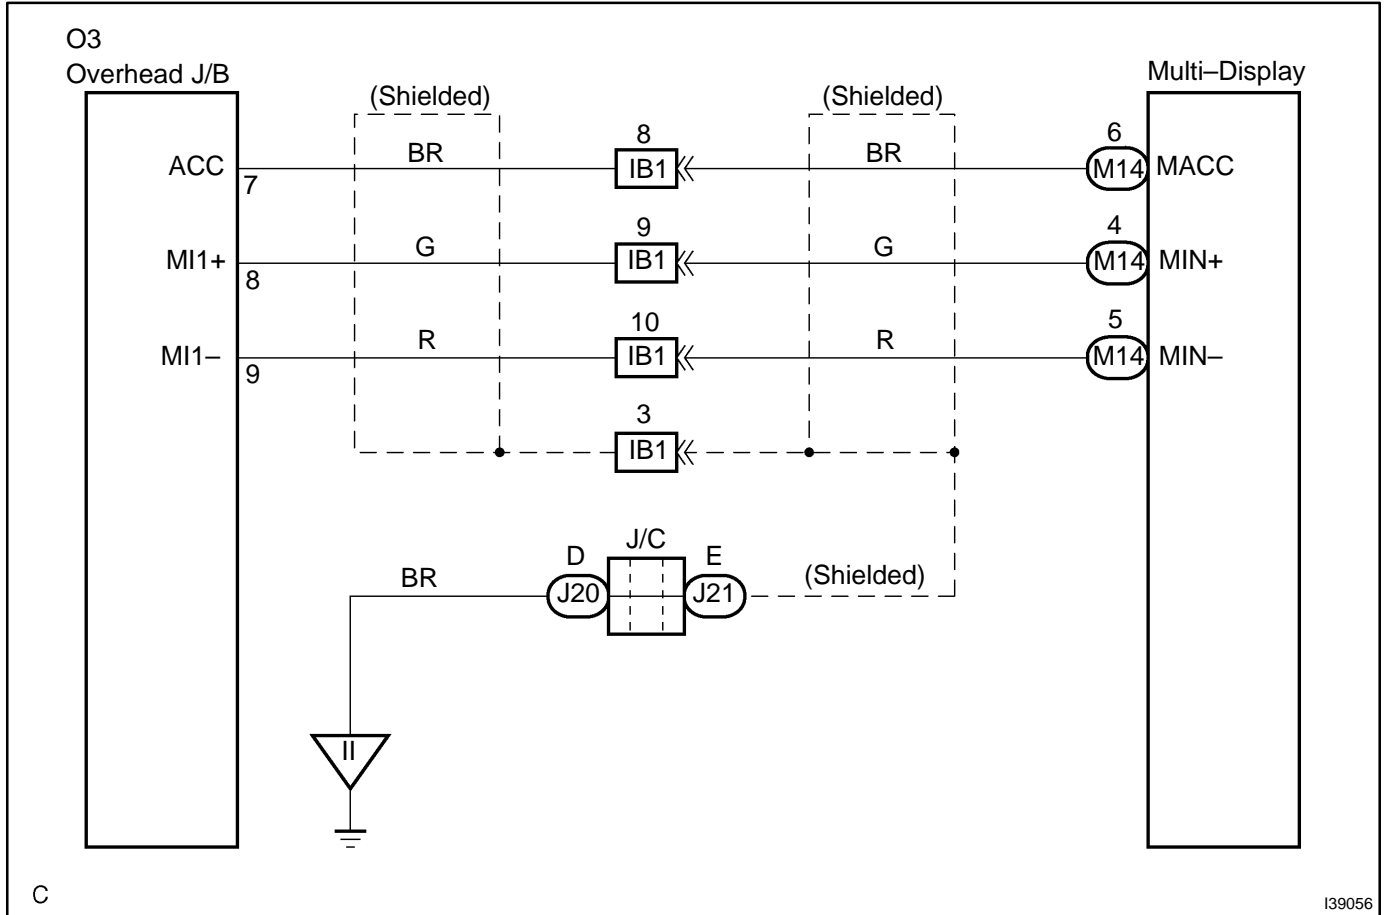 O3
Overhead J/B
Multi–Display
(Shielded)
(Shielded)
ACC
7
BR
8
IB1
BR
6
M14
MACC
MI1+
8
G
9
IB1
G
4
M14
MIN+
MI1–
9
R
10
IB1
R
5
M14
MIN–
3
IB1
J/C
D
E
BR
J20
J21
(Shielded)
II
C
I39056